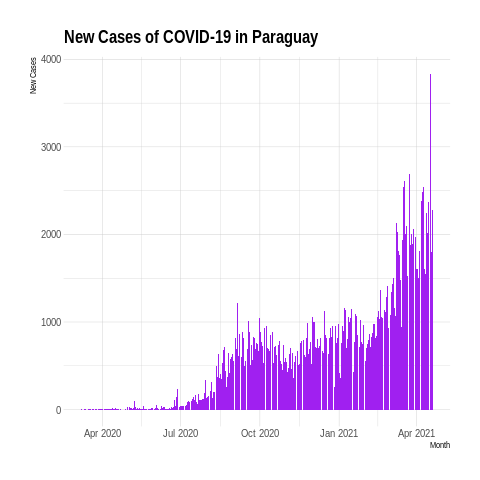 New Cases of COVID-19 in Paraguay
New Cases
4000
3000
2000
1000
0
Apr 2020
Jul 2020
Oct 2020
Jan 2021
Apr 2021
Month